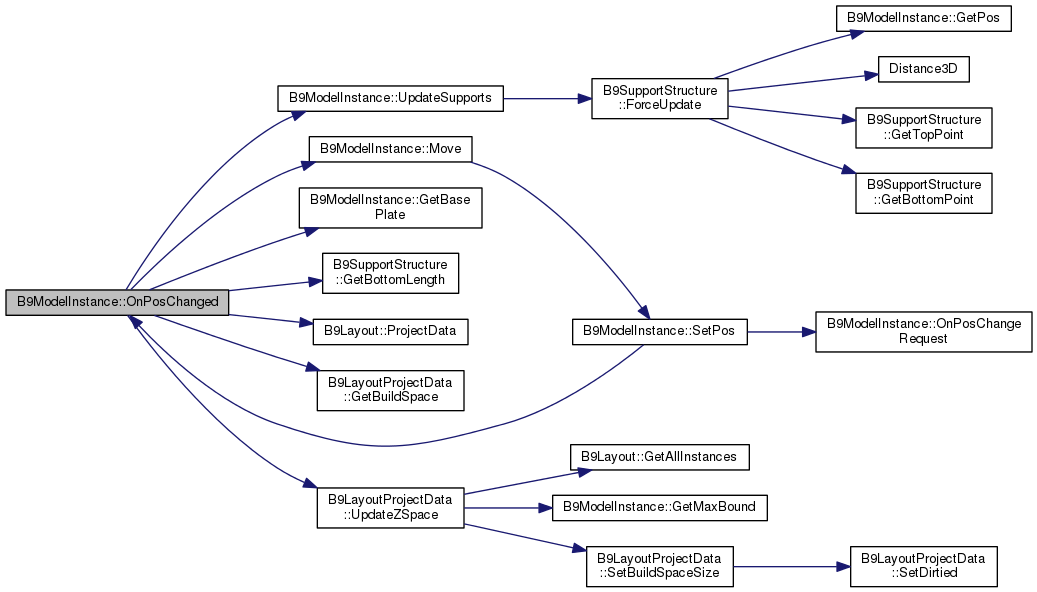 B9ModelInstance::OnPosChanged
B9ModelInstance::UpdateSupports
B9ModelInstance::Move
B9ModelInstance::GetBase
Plate
B9SupportStructure
::GetBottomLength
B9Layout::ProjectData
B9LayoutProjectData
::GetBuildSpace
B9LayoutProjectData
::UpdateZSpace
B9SupportStructure
::ForceUpdate
B9ModelInstance::SetPos
B9Layout::GetAllInstances
B9ModelInstance::GetMaxBound
B9LayoutProjectData
::SetBuildSpaceSize
B9ModelInstance::GetPos
Distance3D
B9SupportStructure
::GetTopPoint
B9SupportStructure
::GetBottomPoint
B9ModelInstance::OnPosChange
Request
B9LayoutProjectData
::SetDirtied